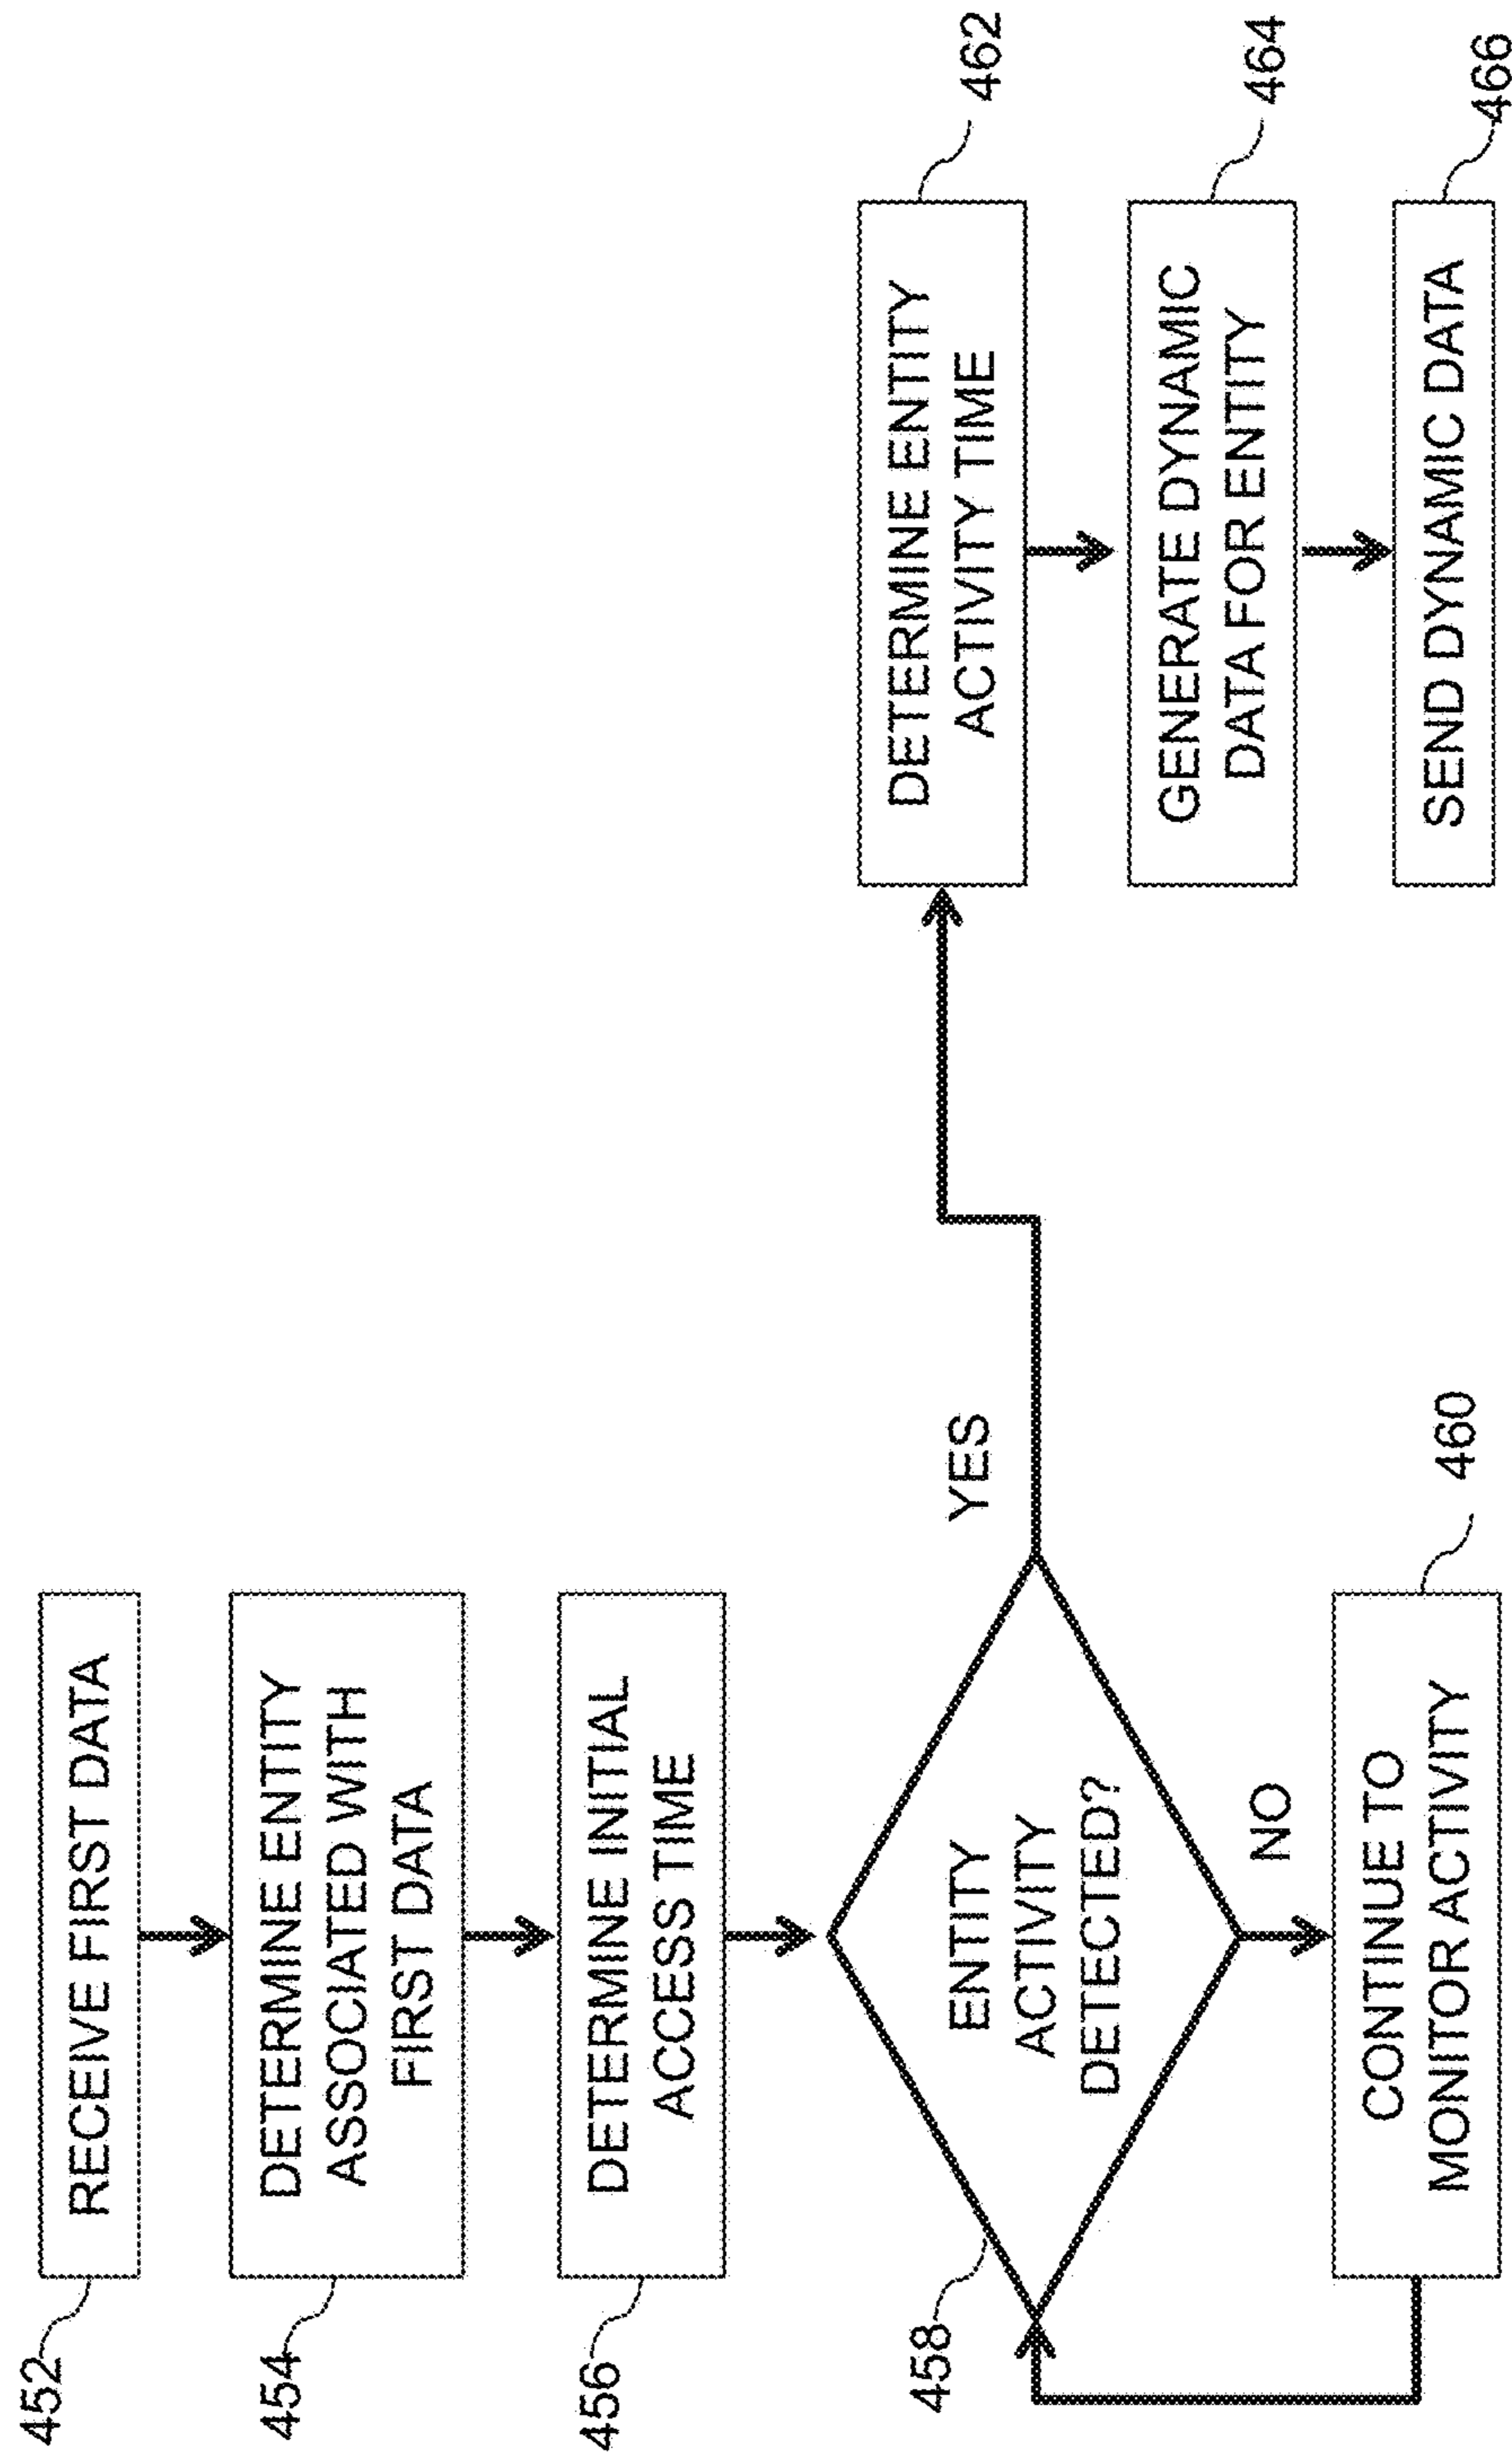 452
RECEIVE FIRST DATA
454
DETERMINE ENTITY
ASSOCIATED WITH
FIRST DATA
456
DETERMINE INITIAL
ACCESS TIME
458
ENTITY
ACTIVITY
DETECTED?
YES
NO
CONTINUE TO
MONITOR ACTIVITY
460
DETERMINE ENTITY
ACTIVITY TIME
462
GENERATE DYNAMIC
DATA FOR ENTITY
464
SEND DYNAMIC DATA
466